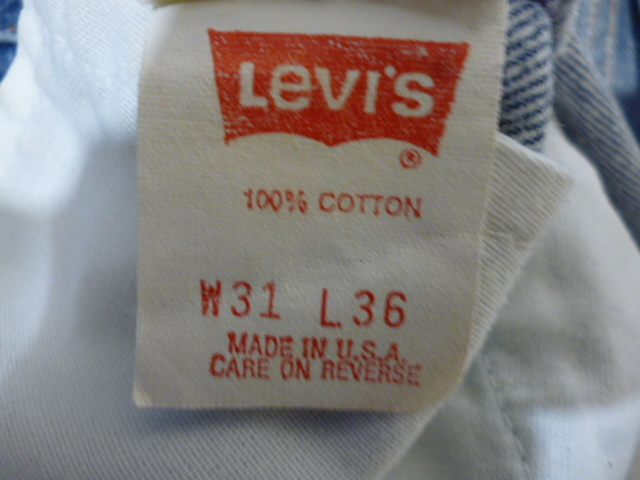 Levi's
®
100% COTTON
W31 L36
MADE IN U.S.A.
CARE ON REVERSE